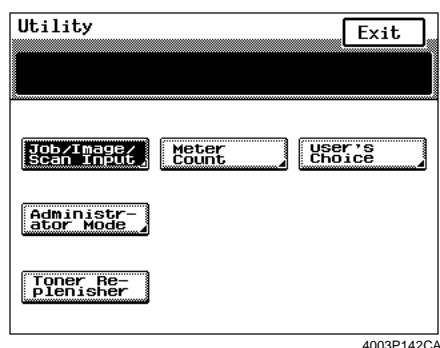 Utility
Exit
Job/Image/
Scan Input
Meter
Count
User's
Choice
Administr-
ator Mode
Toner Re-
plenisher
4003P142CA